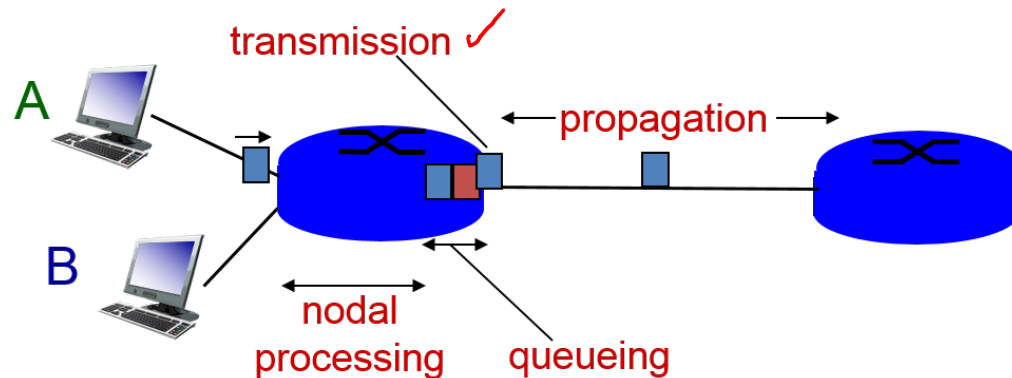 transmission
A
propagation
B
nodal
processing
queueing